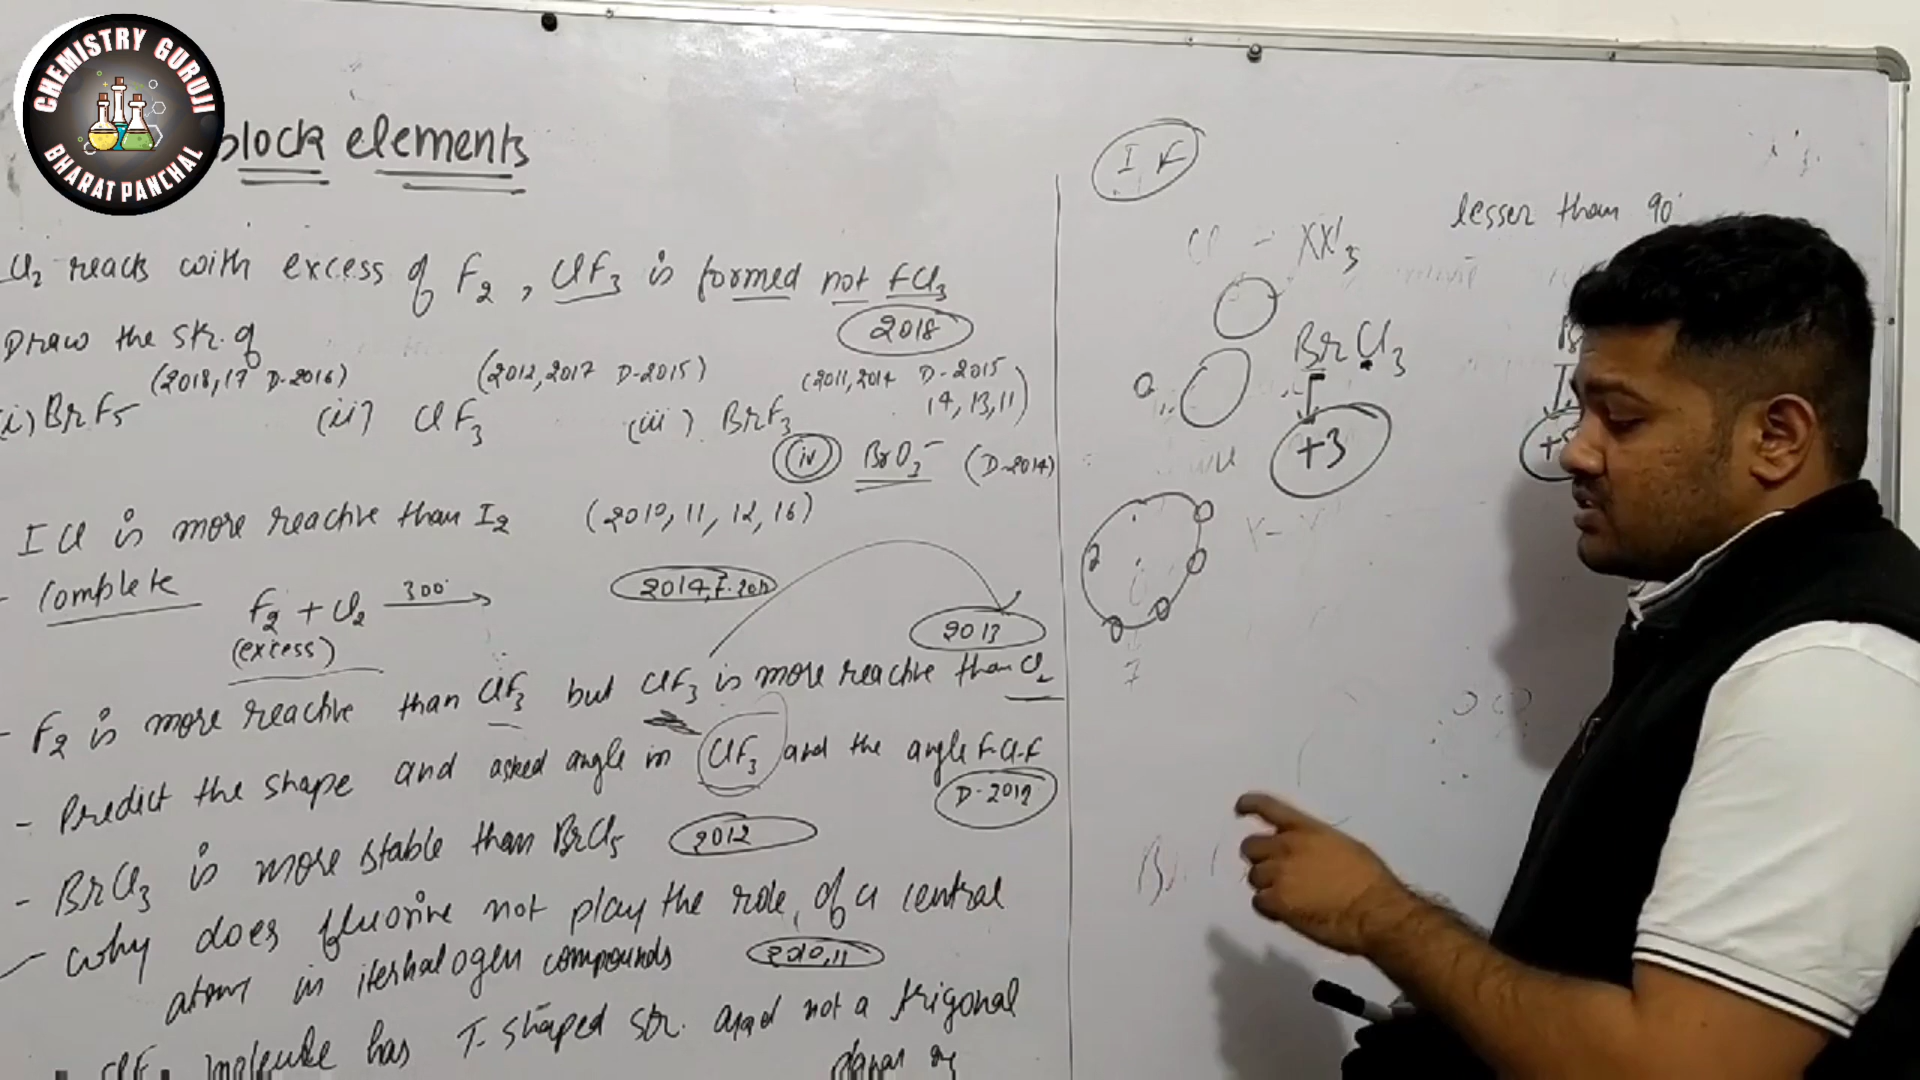 CHEMISTRY GURUJI
BHARAT PANCHAL
block elements
Cl2 reacts with excess of F2, ClF3 is formed not FCl3
2018
Draw the str. of
(2018,17 D-2016) (2012,2017 D-2015) (2011,2014 D-2015
14,13,11)
(i) BrF5 (ii) ClF3 (iii) BrF3
(iv) BrO3- (D-2014)
ICl is more reactive than I2 (2010, 11, 12, 16)
- Complete F2 + Cl2 300°
(excess)
2013
- F2 is more reactive than ClF3 but ClF3 is more reactive than Cl2
- Predict the shape and asked angle in ClF3 and the angle F-Cl-F
- BrCl3 is more stable than BrCl5 2012
Why does fluorine not play the role, of a central
atom in iterhalogen compounds 2010,11
molecule has T-shaped str. and not a trigonal
IF
lesser than 90°
XX'3
BrCl3
+3